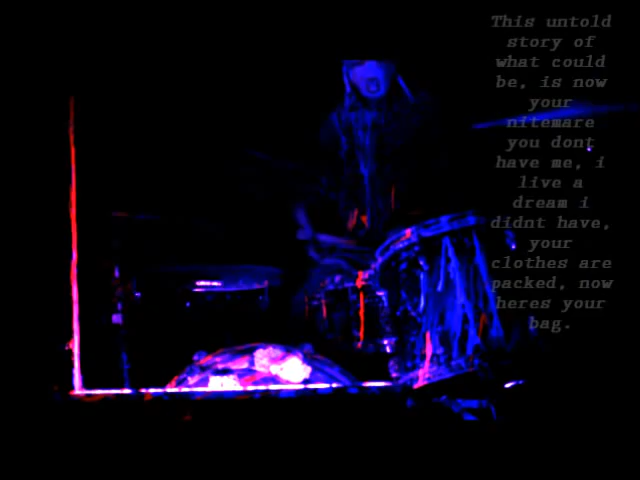 This untold
story of
what could
be, is now
your
nitemare
you dont
have me, i
live a
dream i
didnt have,
your
clothes are
packed, now
heres your
bag.